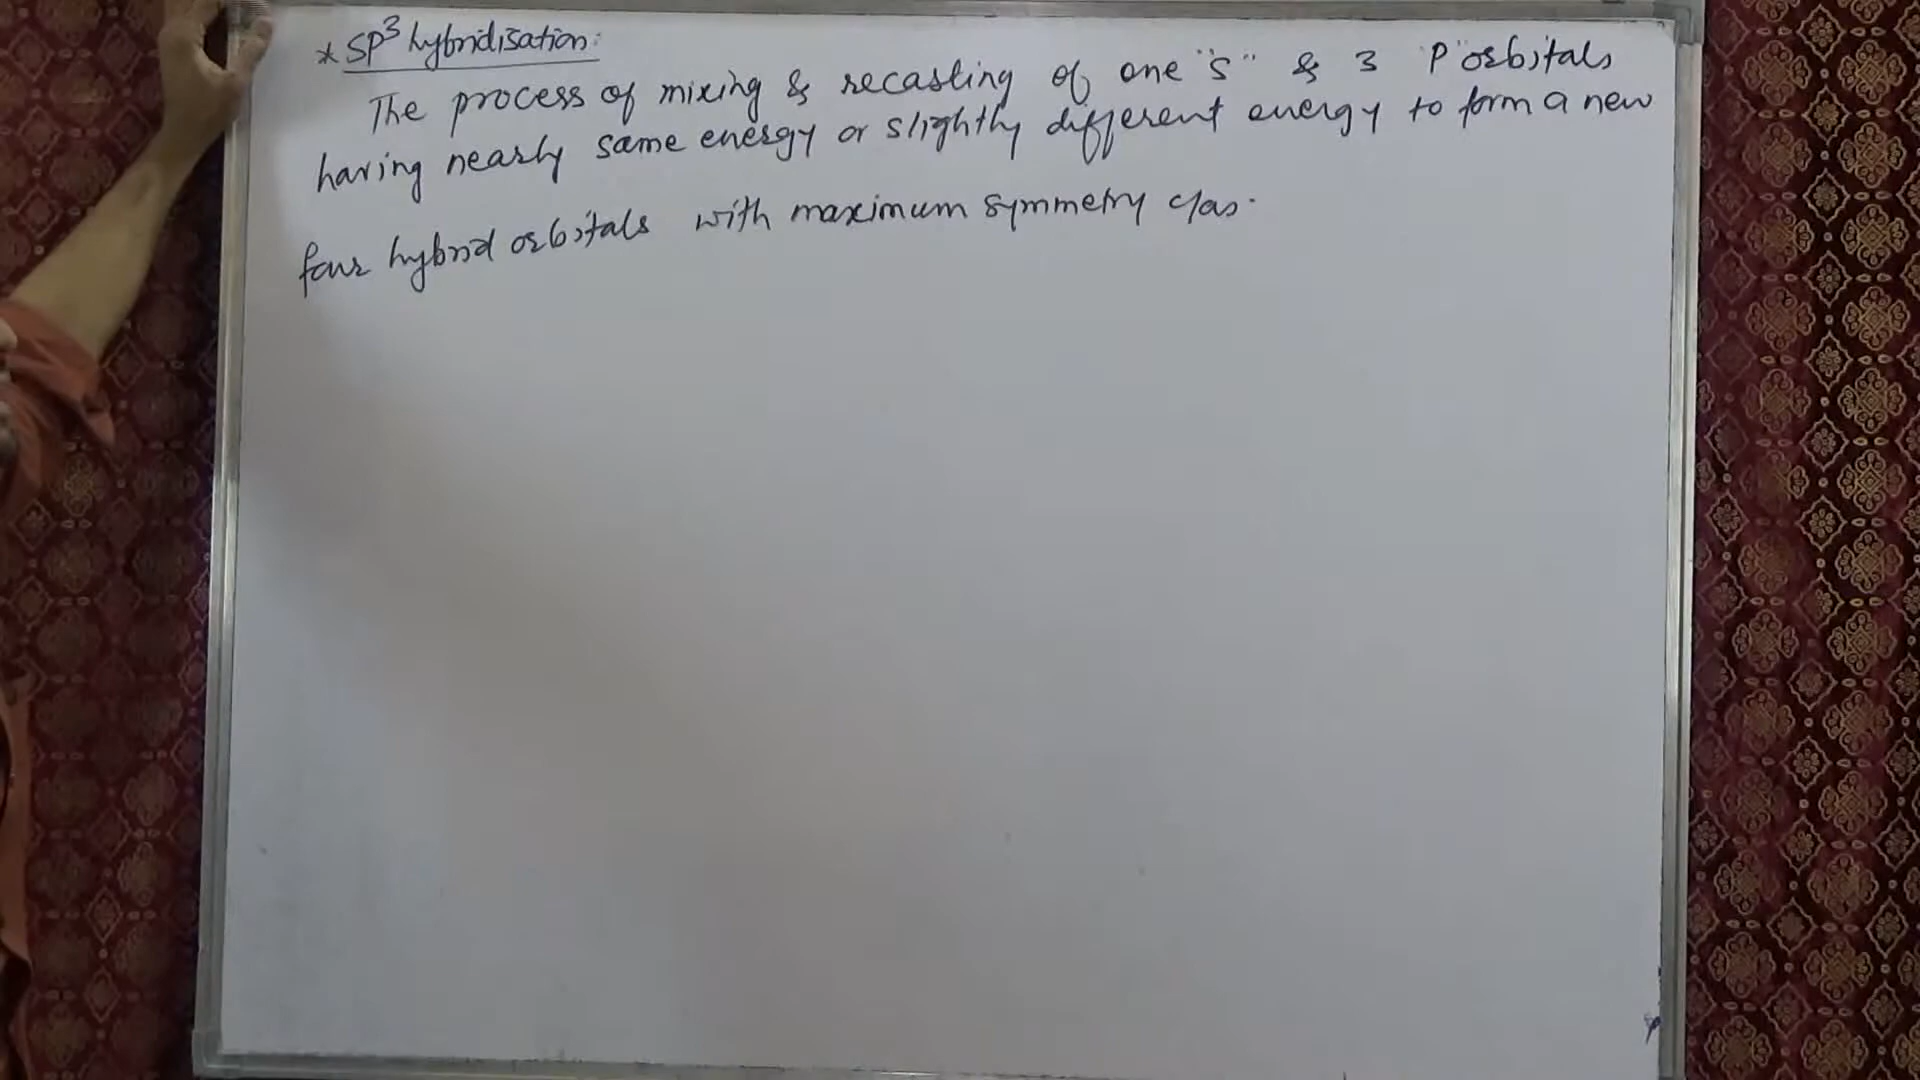 * SP³ hybridisation:
The process of mixing & recasting of one "s" & 3 "P" orbitals
having nearly same energy or slightly different energy to form a new
four hybrid orbitals with maximum symmetry